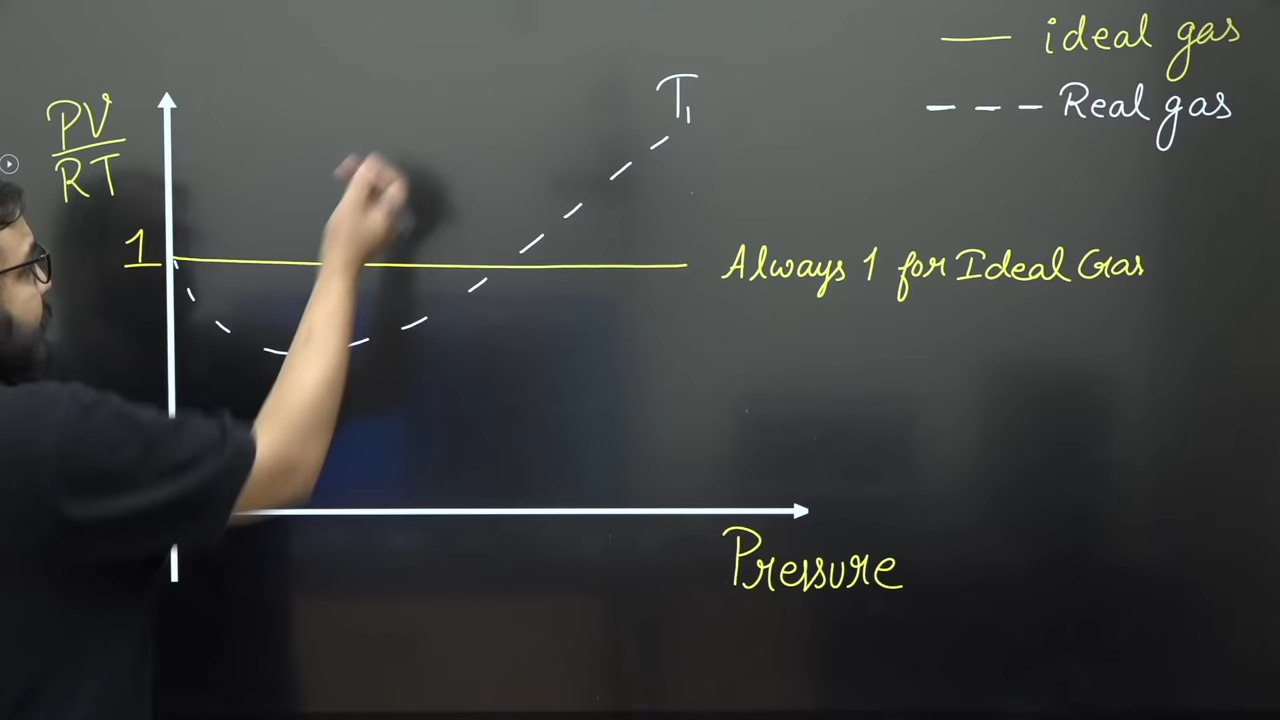 ideal gas
Real gas
T₁
PV
RT
1
Always 1 for Ideal Gas
Pressure